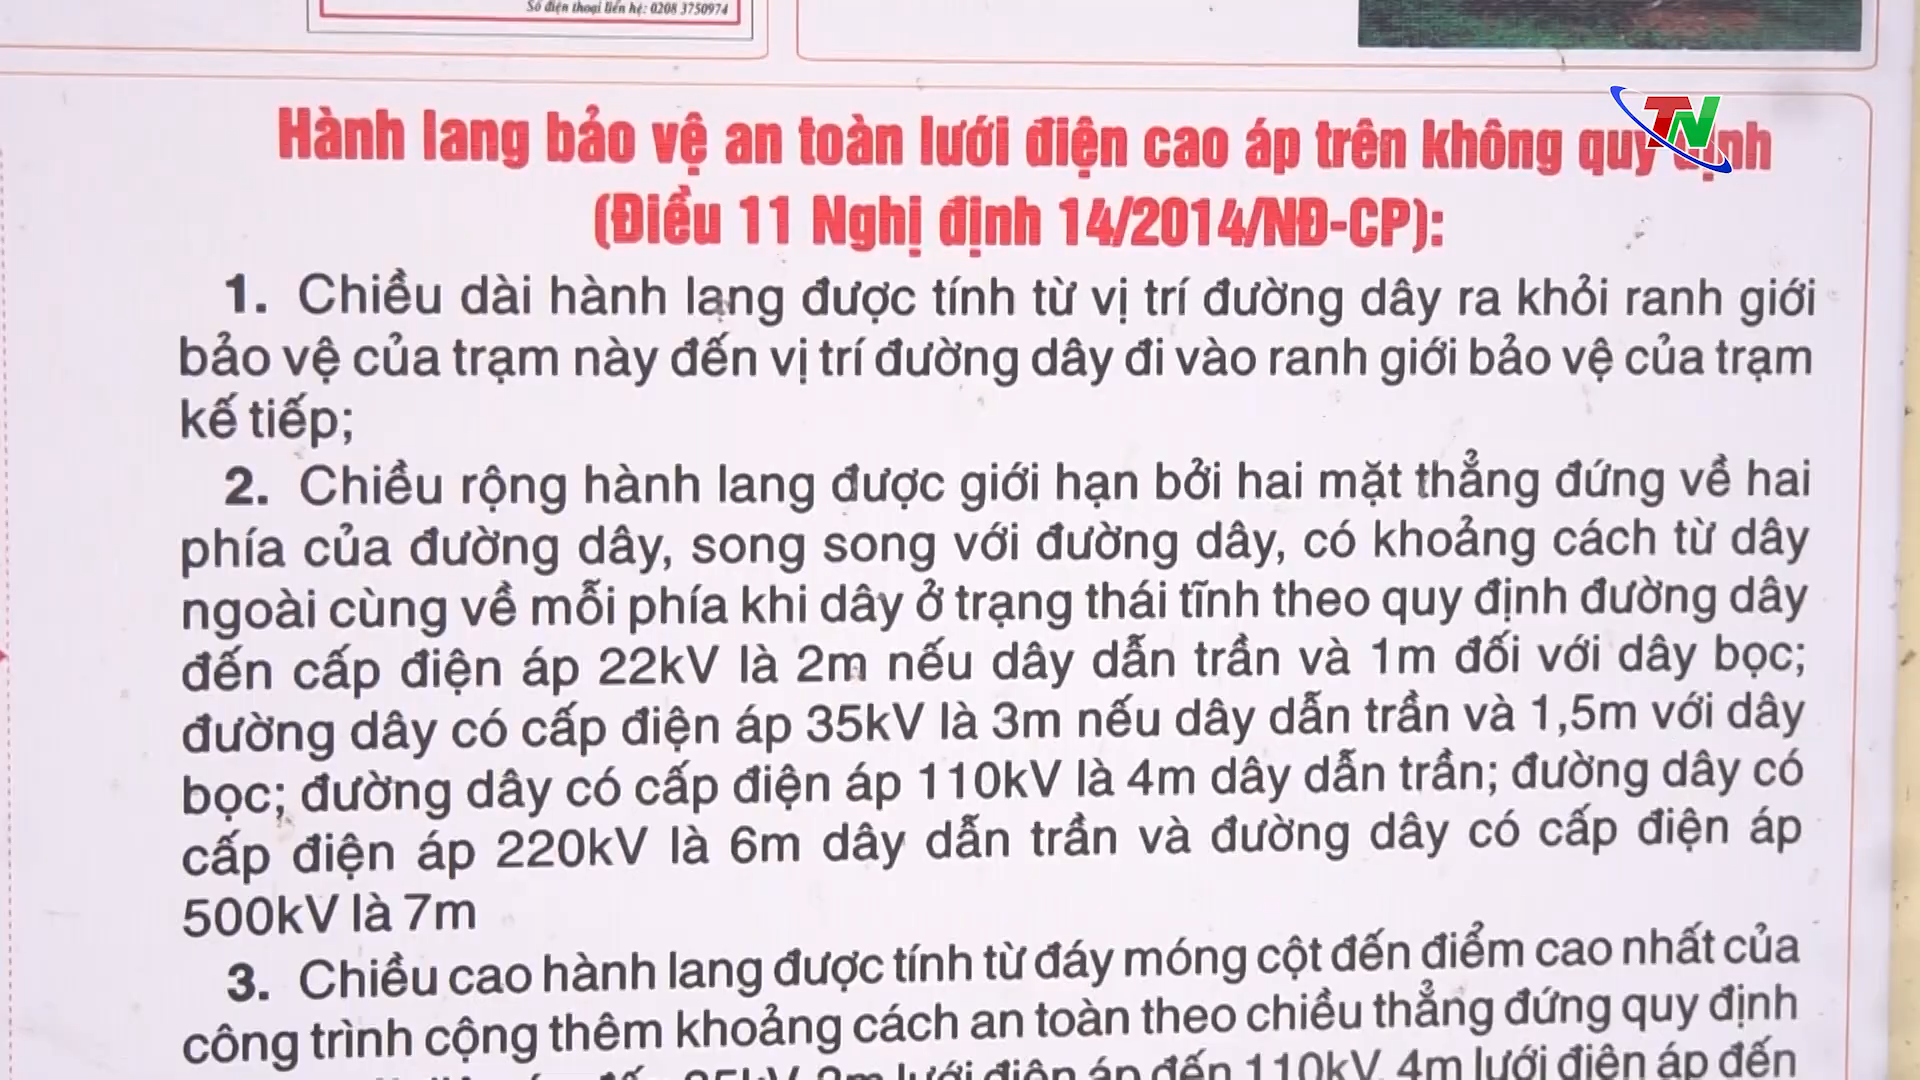 Số điện thoại liên hệ: 0208 3750974
TN
Hành lang bảo vệ an toàn lưới điện cao áp trên không quy định
(Điều 11 Nghị định 14/2014/NĐ-CP):
1. Chiều dài hành lang được tính từ vị trí đường dây ra khỏi ranh giới
bảo vệ của trạm này đến vị trí đường dây đi vào ranh giới bảo vệ của trạm
kế tiếp;
2. Chiều rộng hành lang được giới hạn bởi hai mặt thẳng đứng về hai
phía của đường dây, song song với đường dây, có khoảng cách từ dây
ngoài cùng về mỗi phía khi dây ở trạng thái tĩnh theo quy định đường dây
đến cấp điện áp 22kV là 2m nếu dây dẫn trần và 1m đối với dây bọc;
đường dây có cấp điện áp 35kV là 3m nếu dây dẫn trần và 1,5m với dây
bọc; đường dây có cấp điện áp 110kV là 4m dây dẫn trần; đường dây có
cấp điện áp 220kV là 6m dây dẫn trần và đường dây có cấp điện áp
500kV là 7m
3. Chiều cao hành lang được tính từ đáy móng cột đến điểm cao nhất của
công trình cộng thêm khoảng cách an toàn theo chiều thẳng đứng quy định
lưới điện áp đến 110kV, 4m lưới điện áp đến